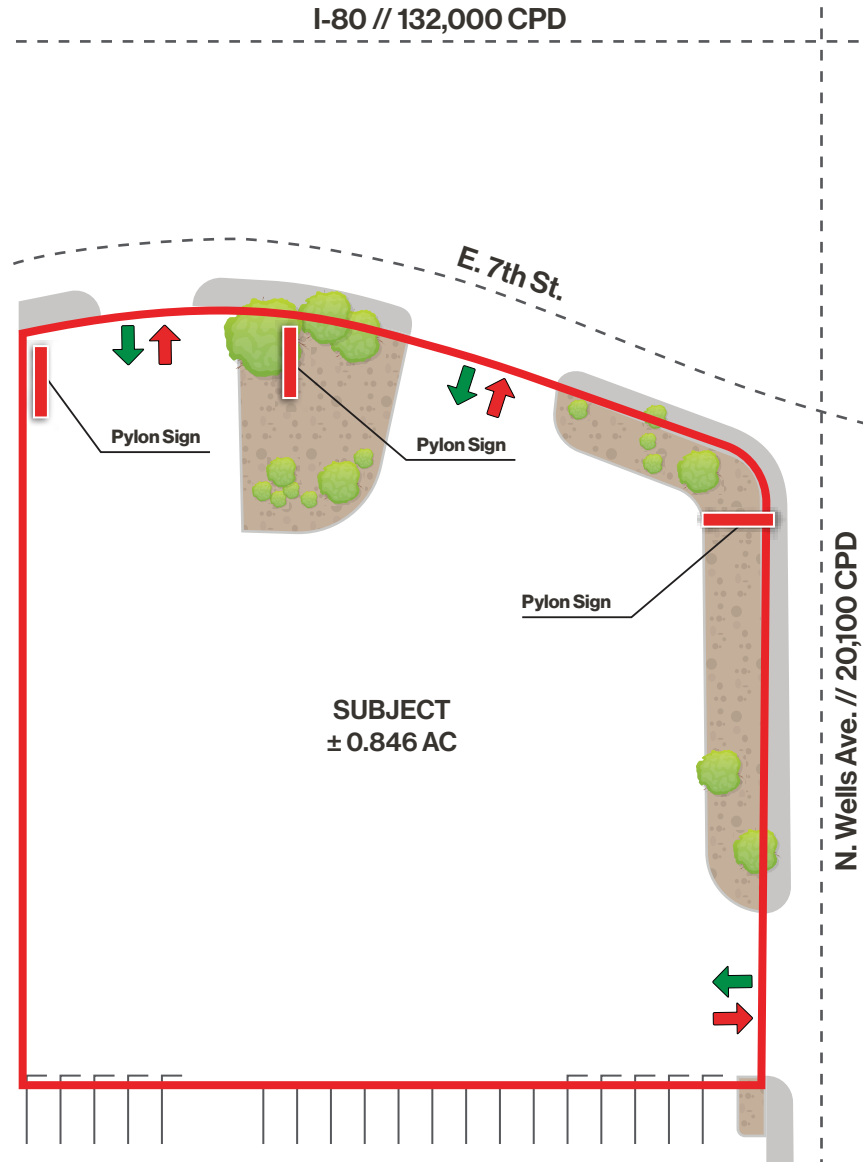 I-80 // 132,000 CPD
E. 7th St.
Pylon Sign
Pylon Sign
Pylon Sign
N. Wells Ave. // 20,100 CPD
SUBJECT
± 0.846 AC